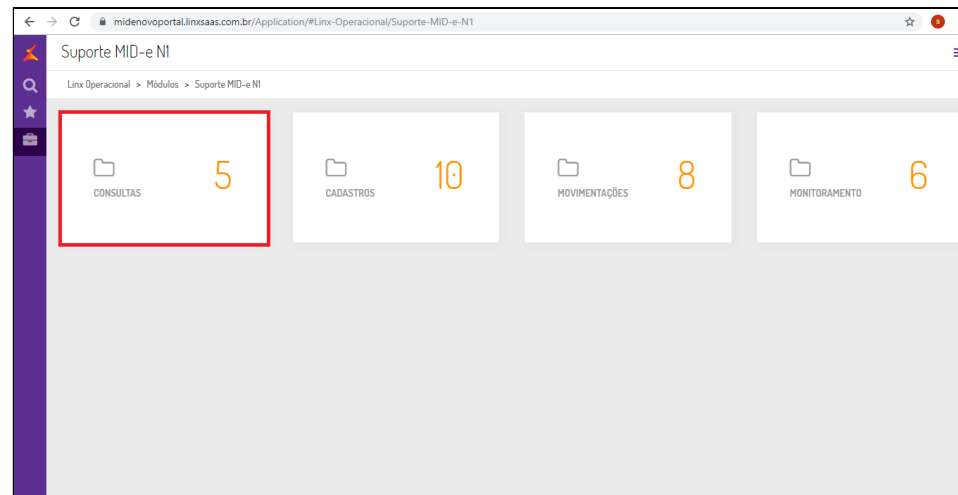 midenovoportal.linxsaas.com.br/Application/#Linx-Operacional/Suporte-MID-e-N1
s
Suporte MID-e N1
Linx Operacional > Módulos > Suporte MID-e N1
CONSULTAS 5
CADASTROS 10
MOVIMENTAÇÕES 8
MONITORAMENTO 6